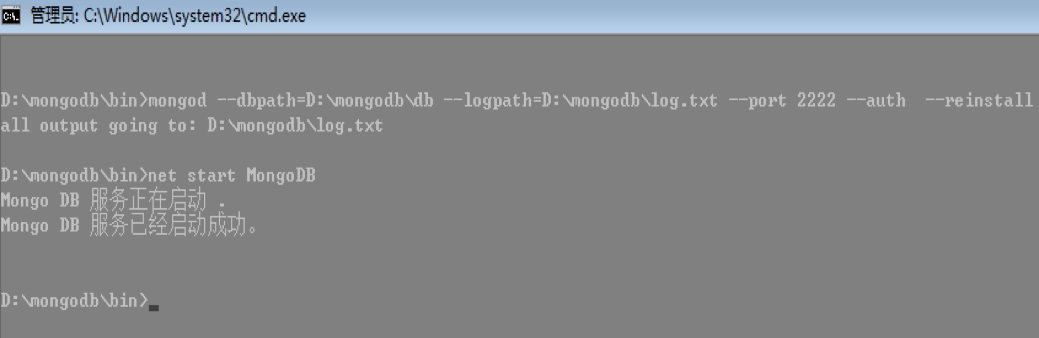 管理员: C:\Windows\system32\cmd.exe
D:\mongodb\bin>mongod --dbpath=D:\mongodb\db --logpath=D:\mongodb\log.txt --port 2222 --auth  --reinstall
all output going to: D:\mongodb\log.txt
D:\mongodb\bin>net start MongoDB
Mongo DB 服务正在启动 .
Mongo DB 服务已经启动成功。
D:\mongodb\bin>